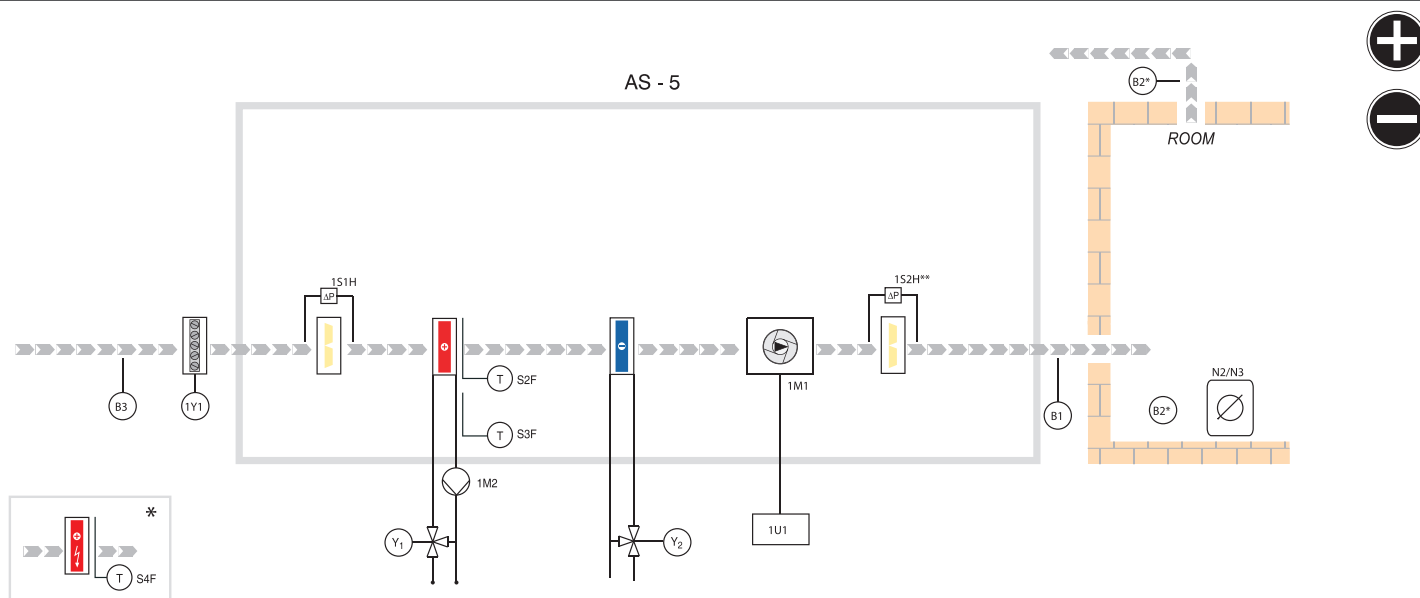 AS - 5
B2*
ROOM
1S1H
ΔP
1S2H**
ΔP
T S2F
1M1
N2/N3
B3
1Y1
B1
B2*
T S3F
1M2
*
1U1
Y1
Y2
T S4F